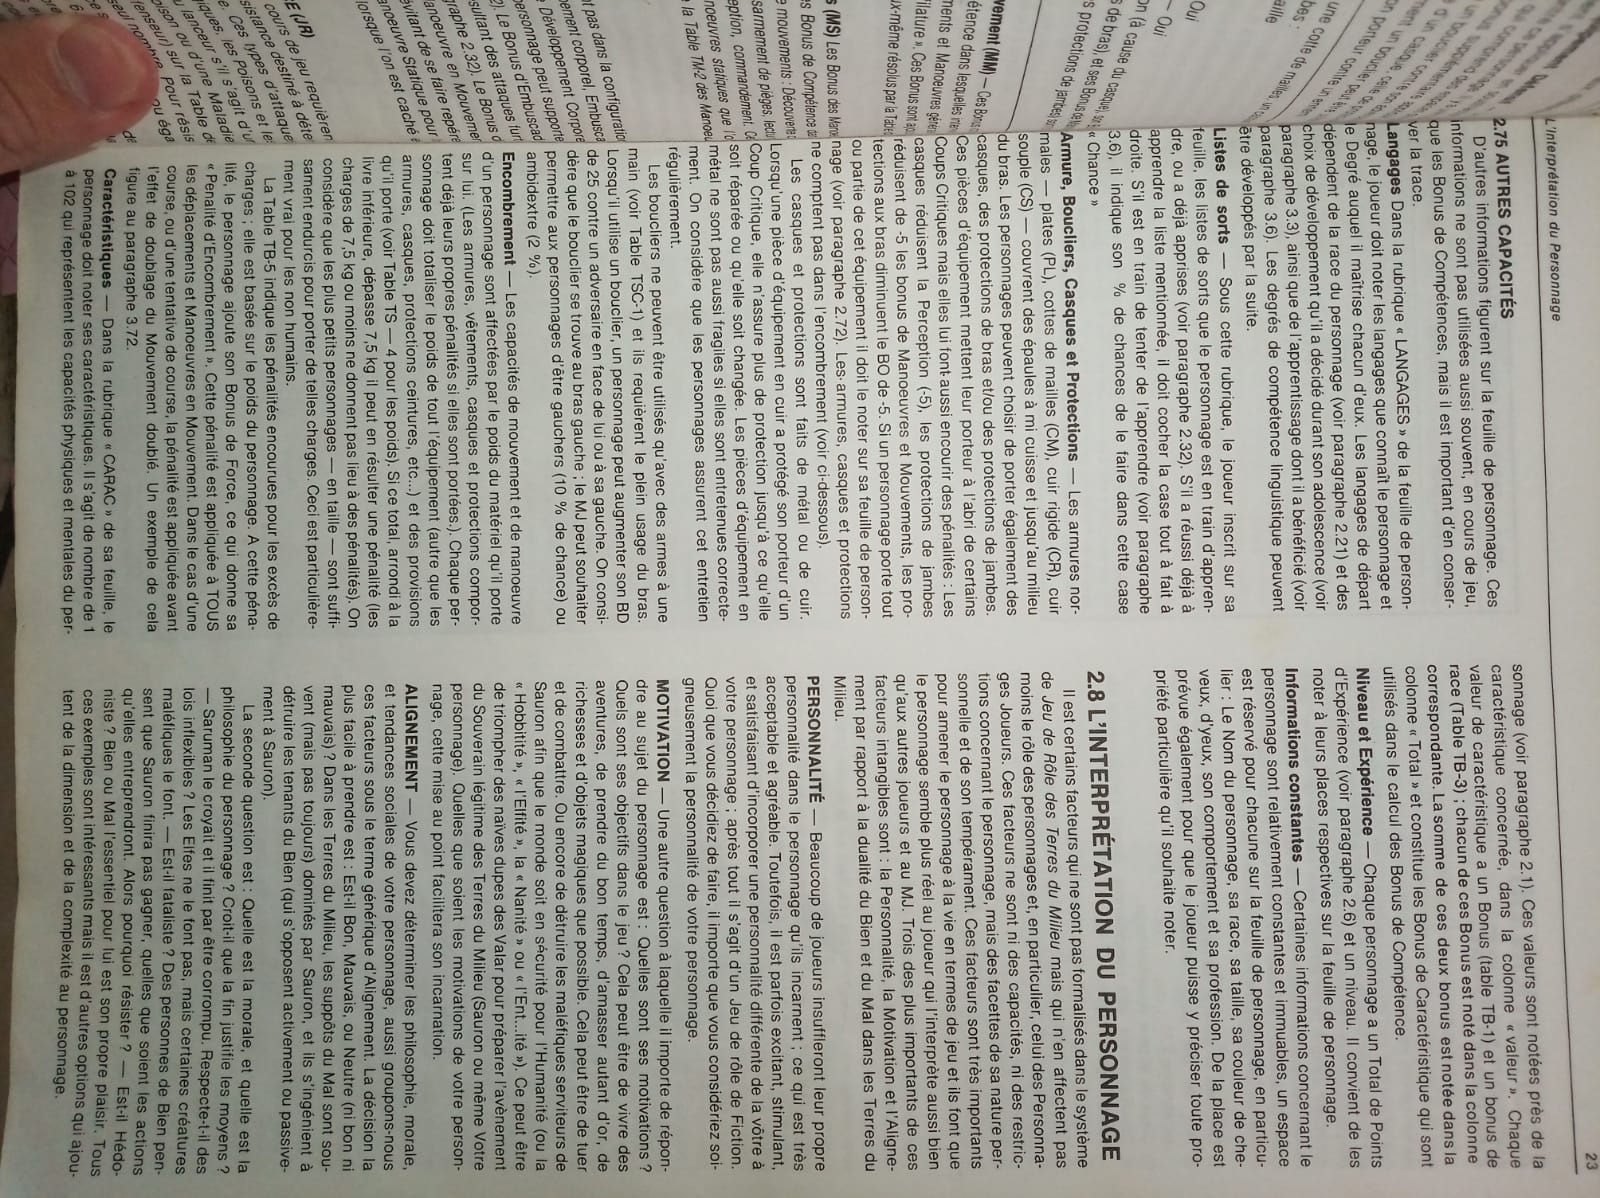 L'Interprétation du Personnage
23
2.75 AUTRES CAPACITÉS
D'autres informations figurent sur la feuille de personnage. Ces
informations ne sont pas utilisées aussi souvent, en cours de jeu,
que les Bonus de Compétences, mais il est important d'en conser-
ver la trace.
Langages Dans la rubrique « LANGAGES » de la feuille de person-
nage, le joueur doit noter les langages que connaît le personnage et
le Degré auquel il maîtrise chacun d'eux. Les langages de départ
dépendent de la race du personnage (voir paragraphe 2.21) et des
choix de développement qu'il a décidé durant son adolescence (voir
paragraphe 3.3), ainsi que de l'apprentissage dont il a bénéficié (voir
paragraphe 3.6). Les degrés de compétence linguistique peuvent
être développés par la suite.
Listes de sorts — Sous cette rubrique, le joueur inscrit sur sa
feuille, les listes de sorts que le personnage est en train d'appren-
dre, ou a déjà apprises (voir paragraphe 2.32). S'il a réussi déjà à
apprendre la liste mentionnée, il doit cocher la case tout à fait à
droite. S'il est en train de tenter de l'apprendre (voir paragraphe
3.6), il indique son % de chances de le faire dans cette case
« Chance »
Armure, Boucliers, Casques et Protections — Les armures nor-
males — plates (PL), cottes de mailles (CM), cuir rigide (CR), cuir
souple (CS) — couvrent des épaules à mi cuisse et jusqu'au milieu
du bras. Les personnages peuvent choisir de porter également des
casques, des protections de bras et/ou des protections de jambes.
Ces pièces d'équipement mettent leur porteur à l'abri de certains
Coups Critiques mais elles lui font aussi encourir des pénalités : Les
casques réduisent la Perception (-5), les protections de jambes
réduisent de -5 les bonus de Manoeuvres et Mouvements, les pro-
tections aux bras diminuent le BO de -5. Si un personnage porte tout
ou partie de cet équipement il doit le noter sur sa feuille de person-
nage (voir paragraphe 2.72). Les armures, casques et protections
ne comptent pas dans l'encombrement (voir ci-dessous).
Les casques et protections sont faits de métal ou de cuir.
Lorsqu'une pièce d'équipement en cuir a protégé son porteur d'un
Coup Critique, elle n'assure plus de protection jusqu'à ce qu'elle
soit réparée ou qu'elle soit changée. Les pièces d'équipement en
métal ne sont pas aussi fragiles si elles sont entretenues correcte-
ment. On considère que les personnages assurent cet entretien
régulièrement.
Les boucliers ne peuvent être utilisés qu'avec des armes à une
main (voir Table TSC-1) et ils requièrent le plein usage du bras.
Lorsqu'il utilise un bouclier, un personnage peut augmenter son BD
de 25 contre un adversaire en face de lui ou à sa gauche. On consi-
dère que le bouclier se trouve au bras gauche ; le MJ peut souhaiter
permettre aux personnages d'être gauchers (10 % de chance) ou
ambidextre (2 %).
Encombrement — Les capacités de mouvement et de manoeuvre
d'un personnage sont affectées par le poids du matériel qu'il porte
sur lui. (Les armures, vêtements, casques et protections compor-
tent déjà leurs propres pénalités si elles sont portées.). Chaque per-
sonnage doit totaliser le poids de tout l'équipement (autre que les
armures, casques, protections ceintures, etc...) et des provisions
qu'il porte (voir Table TS — 4 pour les poids). Si ce total, arrondi à la
livre inférieure, dépasse 7,5 kg il peut en résulter une pénalité (les
charges de 7,5 kg ou moins ne donnent pas lieu à des pénalités). On
considère que les plus petits personnages — en taille — sont suffi-
sament endurcis pour porter de telles charges. Ceci est particulière-
ment vrai pour les non humains.
La Table TB-5 indique les pénalités encourues pour les excès de
charges ; elle est basée sur le poids du personnage. A cette péna-
lité, le personnage ajoute son Bonus de Force, ce qui donne sa
« Penalité d'Encombrement ». Cette pénalité est appliquée à TOUS
les déplacements et Manoeuvres en Mouvement. Dans le cas d'une
course, ou d'une tentative de course, la pénalité est appliquée avant
l'effet de doublage du Mouvement doublé. Un exemple de cela
figure au paragraphe 3.72.
Caractéristiques — Dans la rubrique « CARAC » de sa feuille, le
personnage doit noter ses caractéristiques. Il s'agit de nombre de 1
à 102 qui représentent les capacités physiques et mentales du per-
sonnage (voir paragraphe 2.1). Ces valeurs sont notées près de la
caractéristique concernée, dans la colonne « valeur ». Chaque
valeur de caractéristique a un Bonus (table TB-1) et un bonus de
race (Table TB-3) ; chacun de ces Bonus est noté dans la colonne
correspondante. La somme de ces deux bonus est notée dans la
colonne « Total » et constitue les Bonus de Caractéristique qui sont
utilisés dans le calcul des Bonus de Compétence.
Niveau et Expérience — Chaque personnage a un Total de Points
d'Expérience (voir paragraphe 2.6) et un niveau. Il convient de les
noter à leurs places respectives sur la feuille de personnage.
Informations constantes — Certaines informations concernant le
personnage sont relativement constantes et immuables, un espace
est réservé pour chacune sur la feuille de personnage, en particu-
lier : Le Nom du personnage, sa race, sa taille, sa couleur de che-
veux, d'yeux, son comportement et sa profession. De la place est
prévue également pour que le joueur puisse y préciser toute pro-
priété particulière qu'il souhaite noter.
2.8 L'INTERPRÉTATION DU PERSONNAGE
Il est certains facteurs qui ne sont pas formalisés dans le système
de Jeu de Rôle des Terres du Milieu mais qui n'en affectent pas
moins le rôle des personnages et, en particulier, celui des Personna-
ges Joueurs. Ces facteurs ne sont ni des capacités, ni des restric-
tions concernant le personnage, mais des facettes de sa nature per-
sonnelle et de son tempérament. Ces facteurs sont très importants
pour amener le personnage à la vie en termes de jeu et ils font que
le personnage semble plus réel au joueur qui l'interprète aussi bien
qu'aux autres joueurs et au MJ. Trois des plus importants de ces
facteurs intangibles sont : la Personnalité, la Motivation et l'Aligne-
ment par rapport à la dualité du Bien et du Mal dans les Terres du
Milieu.
PERSONNALITÉ — Beaucoup de joueurs insuffleront leur propre
personnalité dans le personnage qu'ils incarnent ; ce qui est très
acceptable et agréable. Toutefois, il est parfois excitant, stimulant,
et satisfaisant d'incorporer une personnalité différente de la vôtre à
votre personnage ; après tout il s'agit d'un Jeu de rôle de Fiction.
Quoi que vous décidiez de faire, il importe que vous considériez soi-
gneusement la personnalité de votre personnage.
MOTIVATION — Une autre question à laquelle il importe de répon-
dre au sujet du personnage est : Quelles sont ses motivations ?
Quels sont ses objectifs dans le jeu ? Cela peut être de vivre des
aventures, de prendre du bon temps, d'amasser autant d'or, de
richesses et d'objets magiques que possible. Cela peut être de tuer
et de combattre. Ou encore de détruire les maléfiques serviteurs de
Sauron afin que le monde soit en sécurité pour l'Humanité (ou la
« Hobbitité », « l'Elfité », la « Nanité » ou « l'Ent...ité »). Ce peut être
de triompher des naïves dupes des Valar pour préparer l'avènement
du Souverain légitime des Terres du Milieu (Sauron ou même Votre
personnage). Quelles que soient les motivations de votre person-
nage, cette mise au point facilitera son incarnation.
ALIGNEMENT — Vous devez déterminer les philosophie, morale,
et tendances sociales de votre personnage, aussi groupons-nous
ces facteurs sous le terme générique d'Alignement. La décision la
plus facile à prendre est : Est-il Bon, Mauvais, ou Neutre (ni bon ni
mauvais) ? Dans les Terres du Milieu, les suppôts du Mal sont sou-
vent (mais pas toujours) dominés par Sauron, et ils s'ingénient à
détruire les tenants du Bien (qui s'opposent activement ou passive-
ment à Sauron).
La seconde question est : Quelle est la morale, et quelle est la
philosophie du personnage ? Croit-il que la fin justifie les moyens ?
— Saruman le croyait et il finit par être corrompu. Respecte-t-il des
lois inflexibles ? Les Elfes ne le font pas, mais certaines créatures
maléfiques le font. — Est-il fataliste ? Des personnes de Bien pen-
sent que Sauron finira pas gagner, quelles que soient les actions
qu'elles entreprendront. Alors pourquoi résister ? — Est-il Hédo-
niste ? Bien ou Mal l'essentiel pour lui est son propre plaisir. Tous
ces exemples sont intéressants mais il est d'autres options qui ajou-
tent de la dimension et de la complexité au personnage.